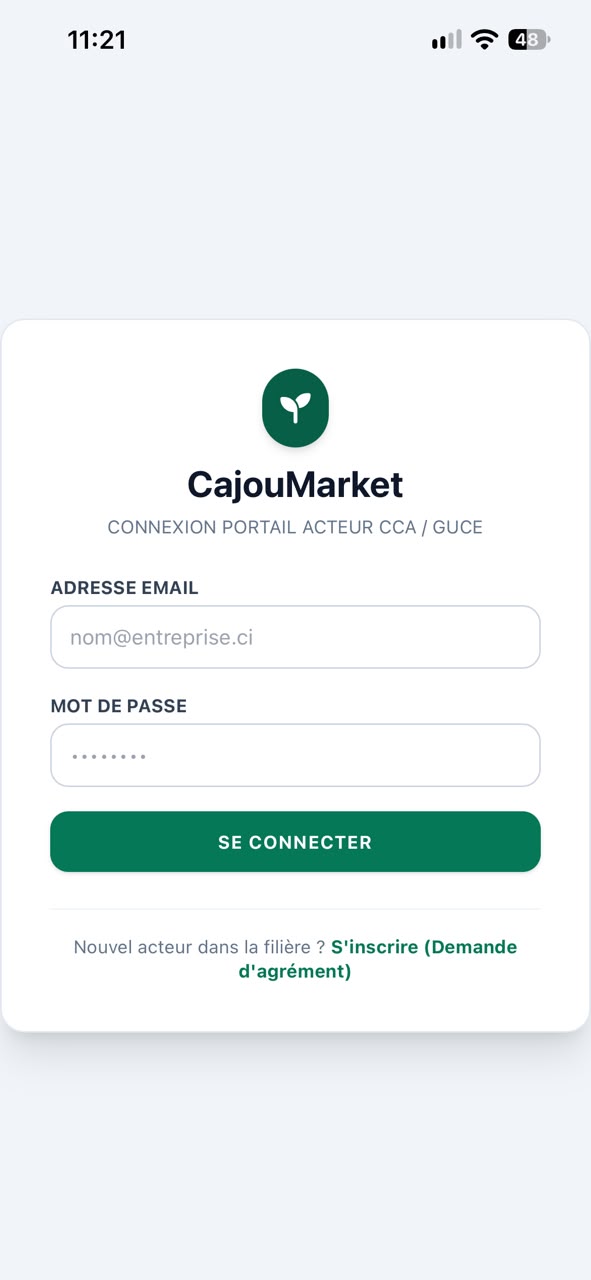 11:21
48
CajouMarket
CONNEXION PORTAIL ACTEUR CCA / GUCE
ADRESSE EMAIL
nom@entreprise.ci
MOT DE PASSE
••••••••
SE CONNECTER
Nouvel acteur dans la filière ? S'inscrire (Demande
d'agrément)